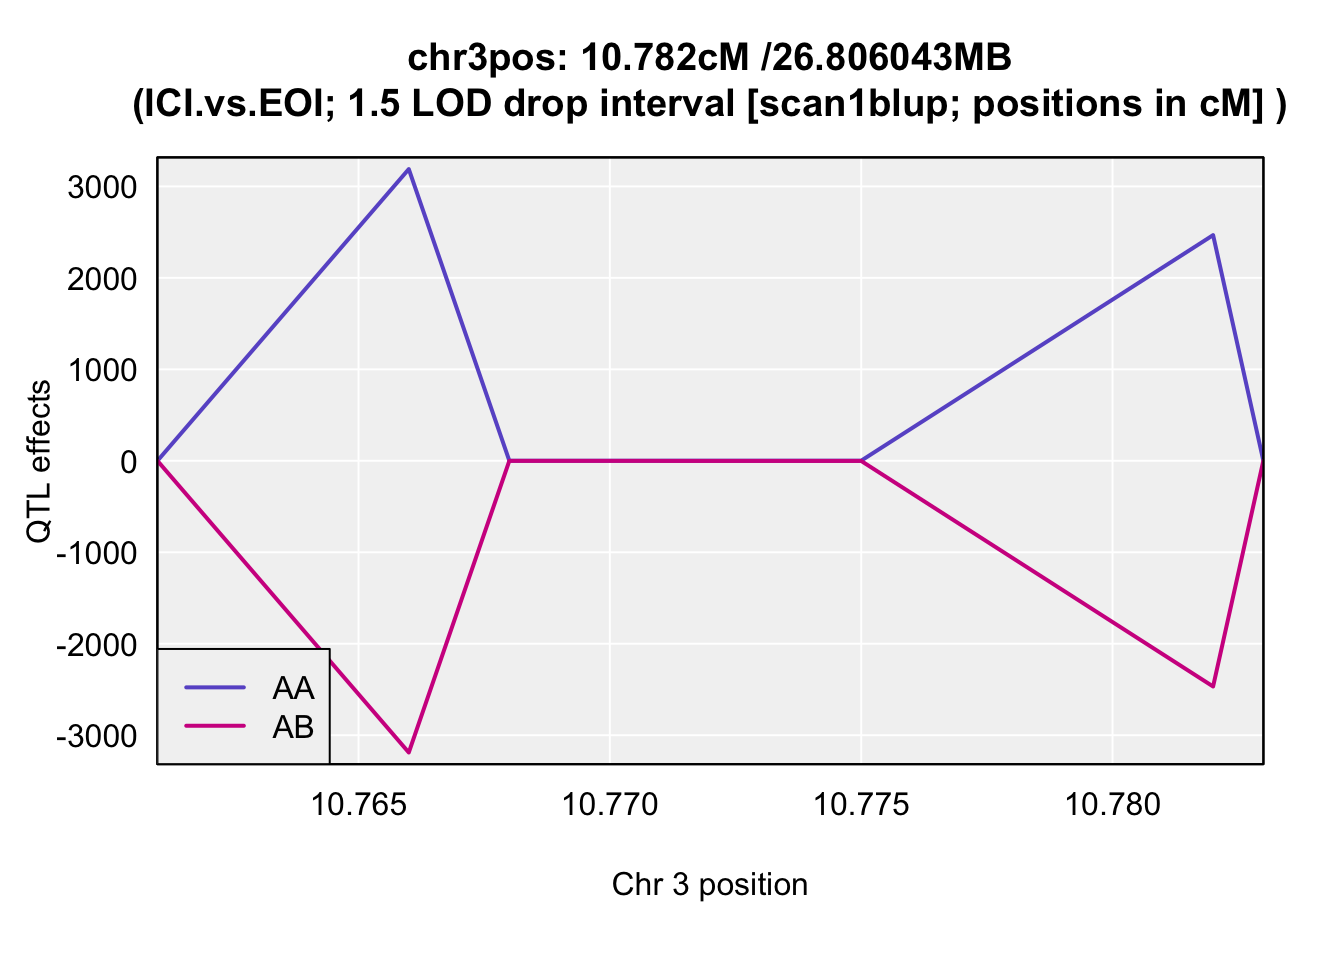 chr3pos: 10.782cM /26.806043MB
(ICI.vs.EOI; 1.5 LOD drop interval [scan1blup; positions in cM] )
QTL effects
3000
2000
1000
0
-1000
-2000
-3000
AA
AB
10.765 10.770 10.775 10.780
Chr 3 position